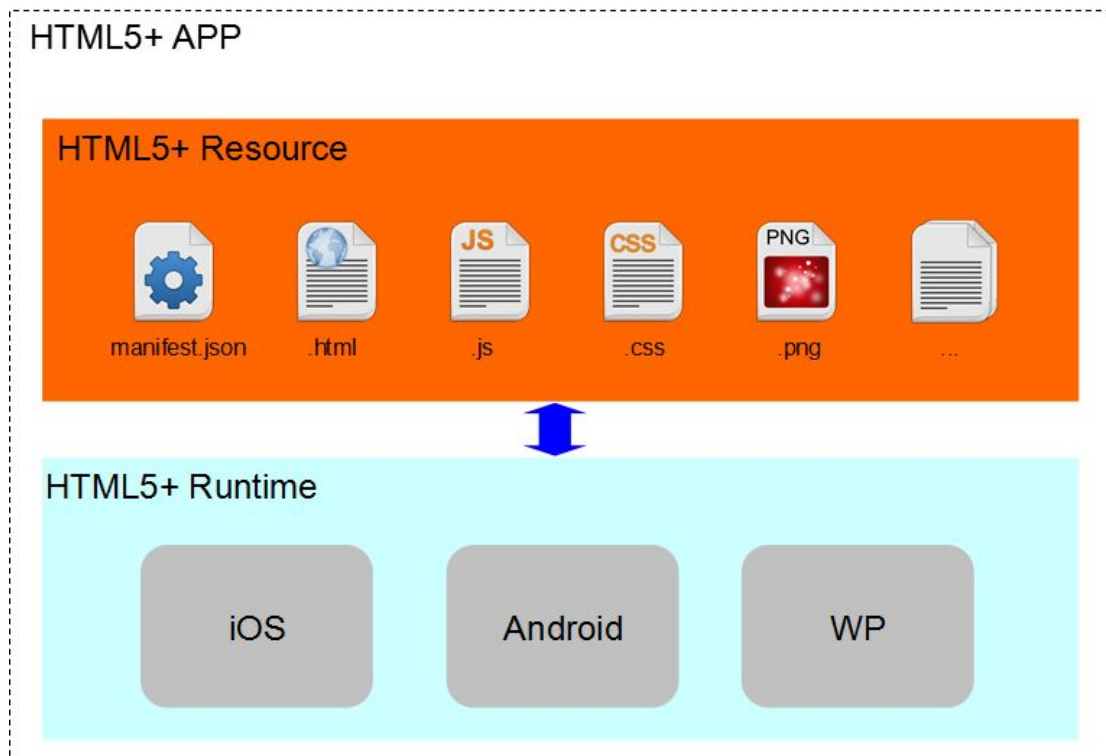 HTML5+ APP
HTML5+ Resource
JS
CSS
PNG
manifest.json
.html
.js
.css
.png
...
HTML5+ Runtime
iOS
Android
WP